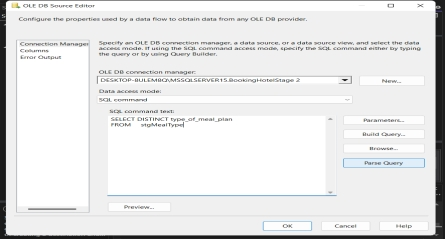 OLE DB Source Editor
Configure the properties used by a data flow to obtain data from any OLE DB provider.
Connection Manager
Columns
Error Output
Specify an OLE DB connection manager, a data source, or a data source view, and select the data
access mode. If using the SQL command access mode, specify the SQL command either by typing
the query or by using Query Builder.
OLE DB connection manager:
DESKTOP-8ULEM8Q\MSSQLSERVER15.BookingHotelStage 2
New...
Data access mode:
SQL command
SQL command text:
SELECT DISTINCT type_of_meal_plan
FROM stgMealType
Parameters...
Build Query...
Browse...
Parse Query
Preview...
OK
Cancel
Help